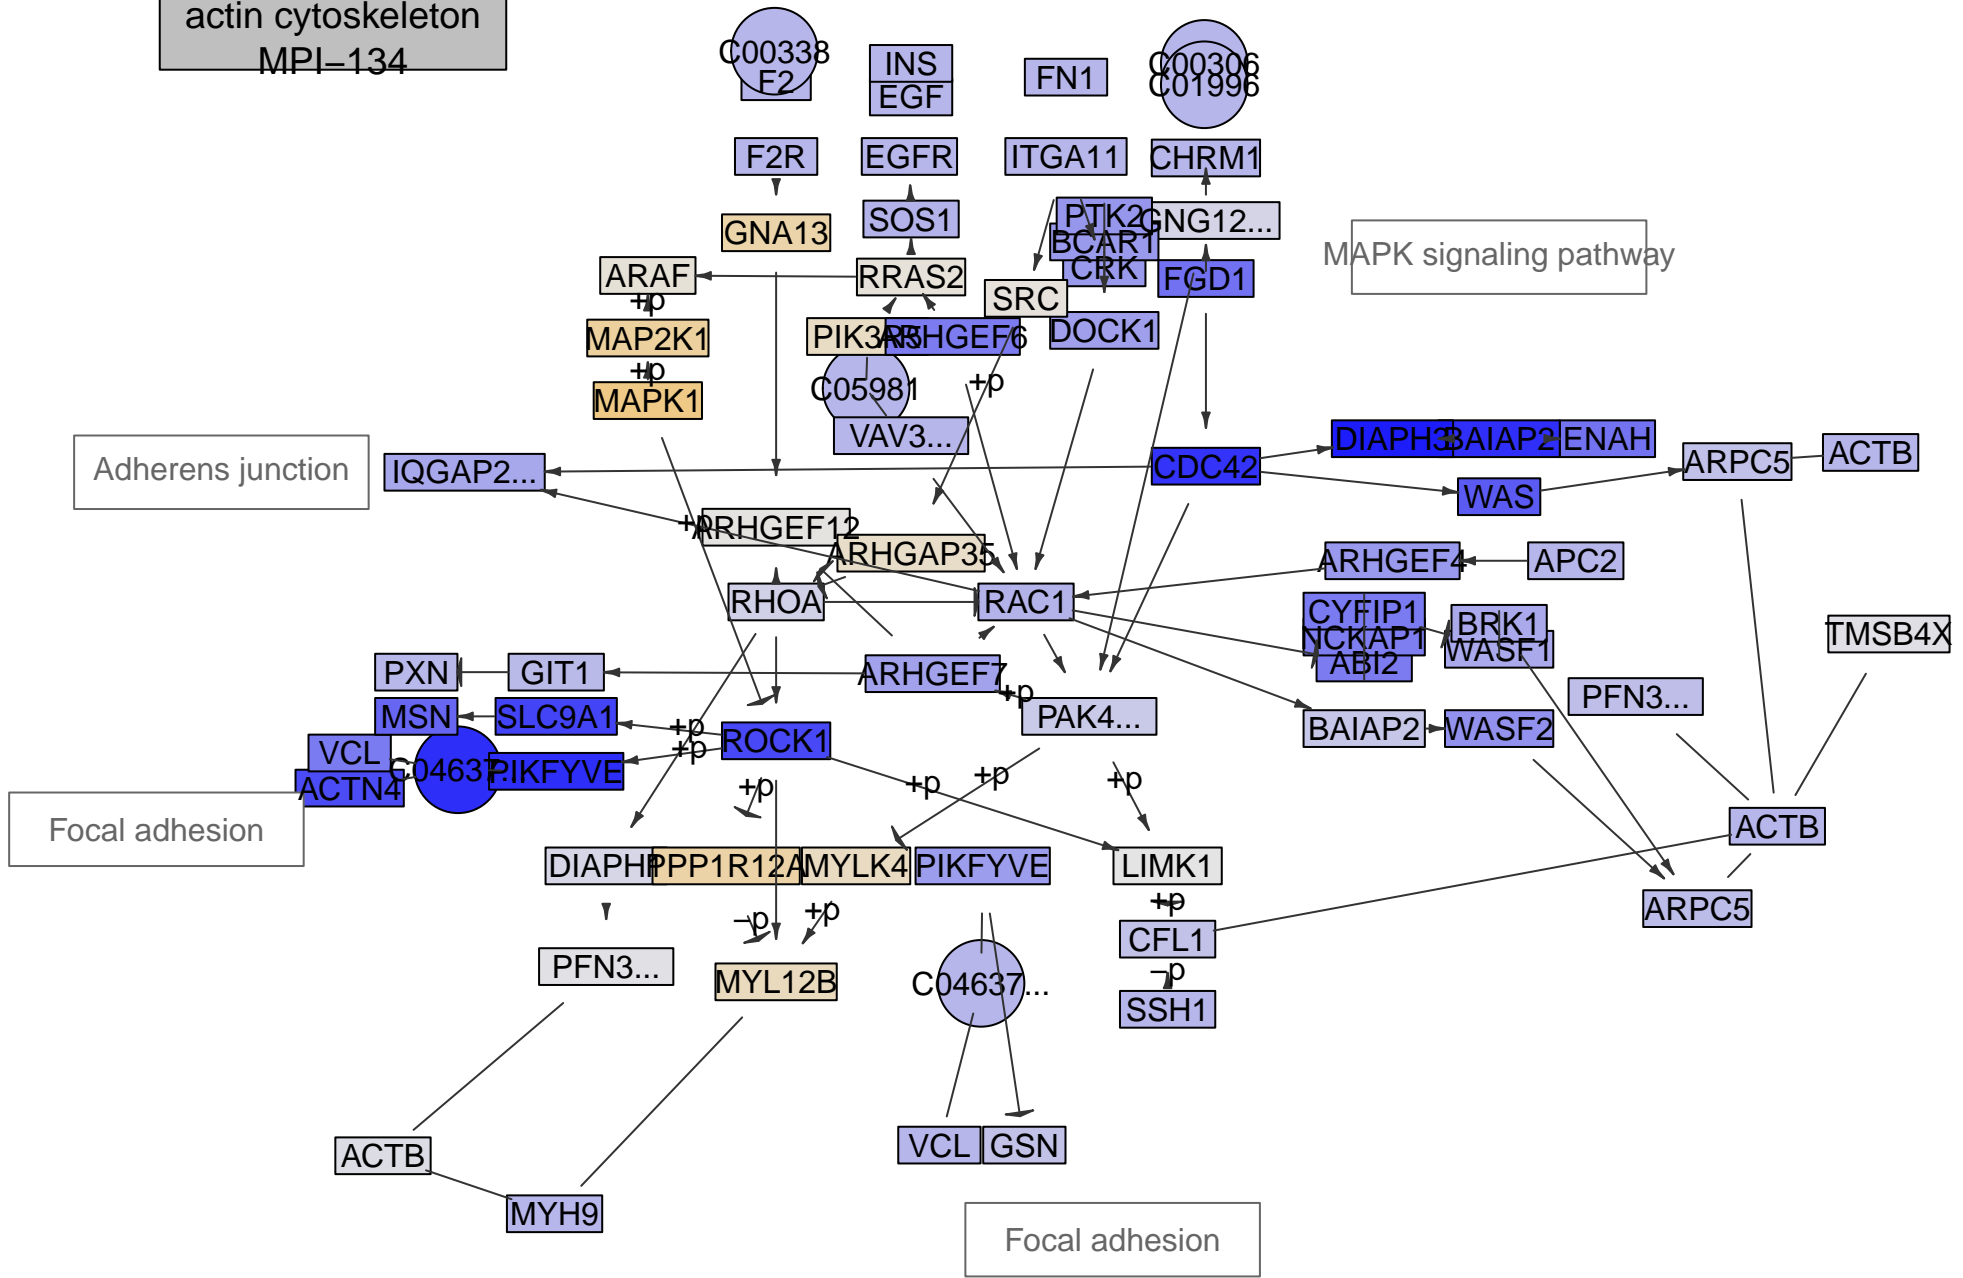 actin cytoskeleton
MPI−134
C00338
F2
INS
EGF
FN1
C00306
C01996
F2R
EGFR
ITGA11
CHRM1
GNA13
SOS1
PTK2
GNG12...
BCAR1
CRK
MAPK signaling pathway
ARAF
RRAS2
SRC
FGD1
+p
MAP2K1
ARHGEF6
DOCK1
+p
MAPK1
C05981
+p
VAV3...
Adherens junction
IQGAP2...
CDC42
DIAPH3
BAIAP2
ENAH
ARPC5
ACTB
WAS
+p
ARHGEF12
ARHGAP35
ARHGEF4
APC2
RHOA
RAC1
CYFIP1
NCKAP1
ABI2
BRK1
WASF1
TMSB4X
PXN
GIT1
ARHGEF7
+p
PFN3...
MSN
SLC9A1
+p
PAK4...
ROCK1
BAIAP2
WASF2
VCL
C04637...
PIKFYVE
+p
ACTN4
+p
+p
+p
+p
Focal adhesion
ACTB
PPP1R12A
MYLK4
PIKFYVE
LIMK1
+p
ARPC5
−p
+p
CFL1
PFN3...
MYL12B
C04637...
−p
SSH1
ACTB
VCL
GSN
MYH9
Focal adhesion